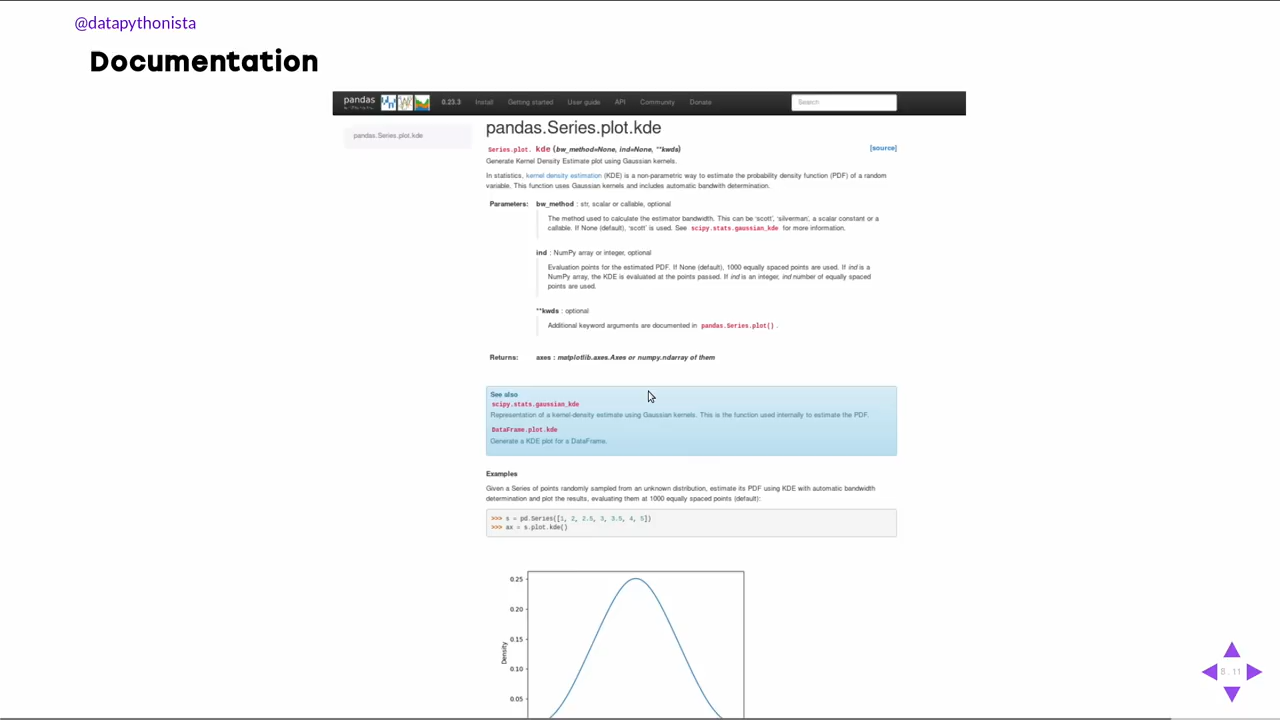 @datapythonista
Documentation
pandas 0.23.3 Install Getting started User guide API Community Donate Search
pandas.Series.plot.kde
pandas.Series.plot.kde
Series.plot. kde (bw_method=None, ind=None, **kwds) [source]
Generate Kernel Density Estimate plot using Gaussian kernels.
In statistics, kernel density estimation (KDE) is a non-parametric way to estimate the probability density function (PDF) of a random
variable. This function uses Gaussian kernels and includes automatic bandwith determination.
Parameters: bw_method : str, scalar or callable, optional
The method used to calculate the estimator bandwidth. This can be 'scott', 'silverman', a scalar constant or a
callable. If None (default), 'scott' is used. See scipy.stats.gaussian_kde for more information.
ind : NumPy array or integer, optional
Evaluation points for the estimated PDF. If None (default), 1000 equally spaced points are used. If ind is a
NumPy array, the KDE is evaluated at the points passed. If ind is an integer, ind number of equally spaced
points are used.
**kwds : optional
Additional keyword arguments are documented in pandas.Series.plot() .
Returns: axes : matplotlib.axes.Axes or numpy.ndarray of them
See also
scipy.stats.gaussian_kde
Representation of a kernel-density estimate using Gaussian kernels. This is the function used internally to estimate the PDF.
DataFrame.plot.kde
Generate a KDE plot for a DataFrame.
Examples
Given a Series of points randomly sampled from an unknown distribution, estimate its PDF using KDE with automatic bandwidth
determination and plot the results, evaluating them at 1000 equally spaced points (default):
>>> s = pd.Series([1, 2, 2.5, 3, 3.5, 4, 5])
>>> ax = s.plot.kde()
0.25
0.20
0.15
Density
0.10
0.05
8 . 11